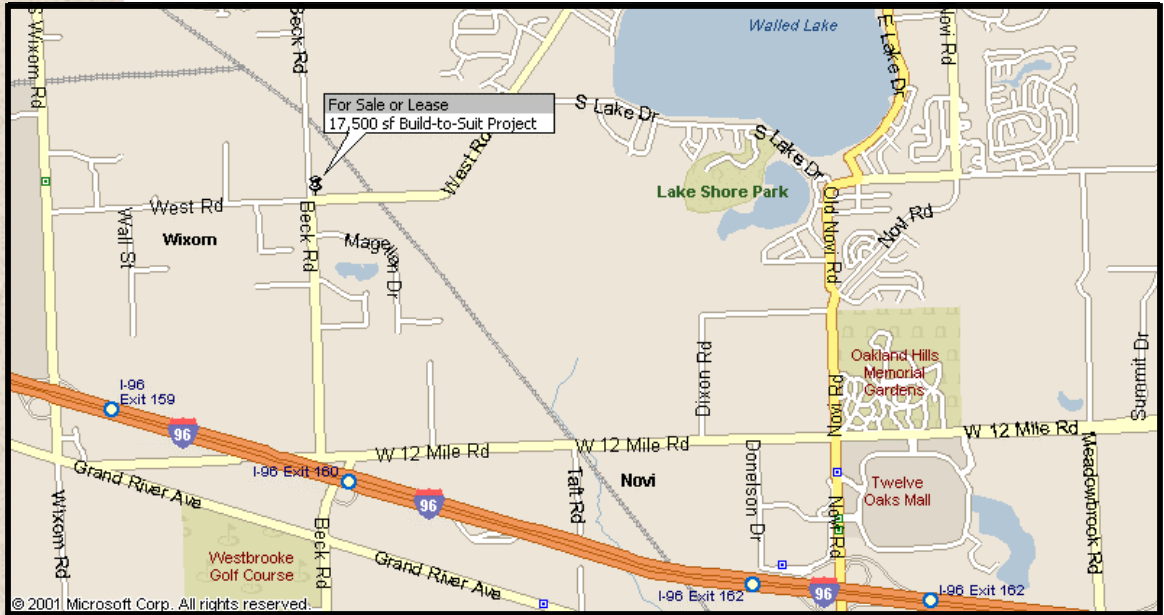 Walled Lake
S Wixom Rd
Beck Rd
E Lake Dr
Novi Rd
For Sale or Lease
17,500 sf Build-to-Suit Project
S Lake Dr
S Lake Dr
West Rd
Lake Shore Park
West Rd
Wall St
Wixom
Beck Rd
Magellan Dr
Old Novi Rd
Novi Rd
Dixon Rd
Oakland Hills
Memorial
Gardens
Summit Dr
I-96
Exit 159
96
Novi Rd
W 12 Mile Rd
W 12 Mile Rd
I-96 Exit 160
96
Grand River Ave
Taft Rd
Novi
Donelson Dr
Twelve
Oaks Mall
Meadowbrook Rd
Wixom Rd
Beck Rd
Novi Rd
Westbrooke
Golf Course
Grand River Ave
I-96 Exit 162
96
I-96 Exit 162
© 2001 Microsoft Corp. All rights reserved.